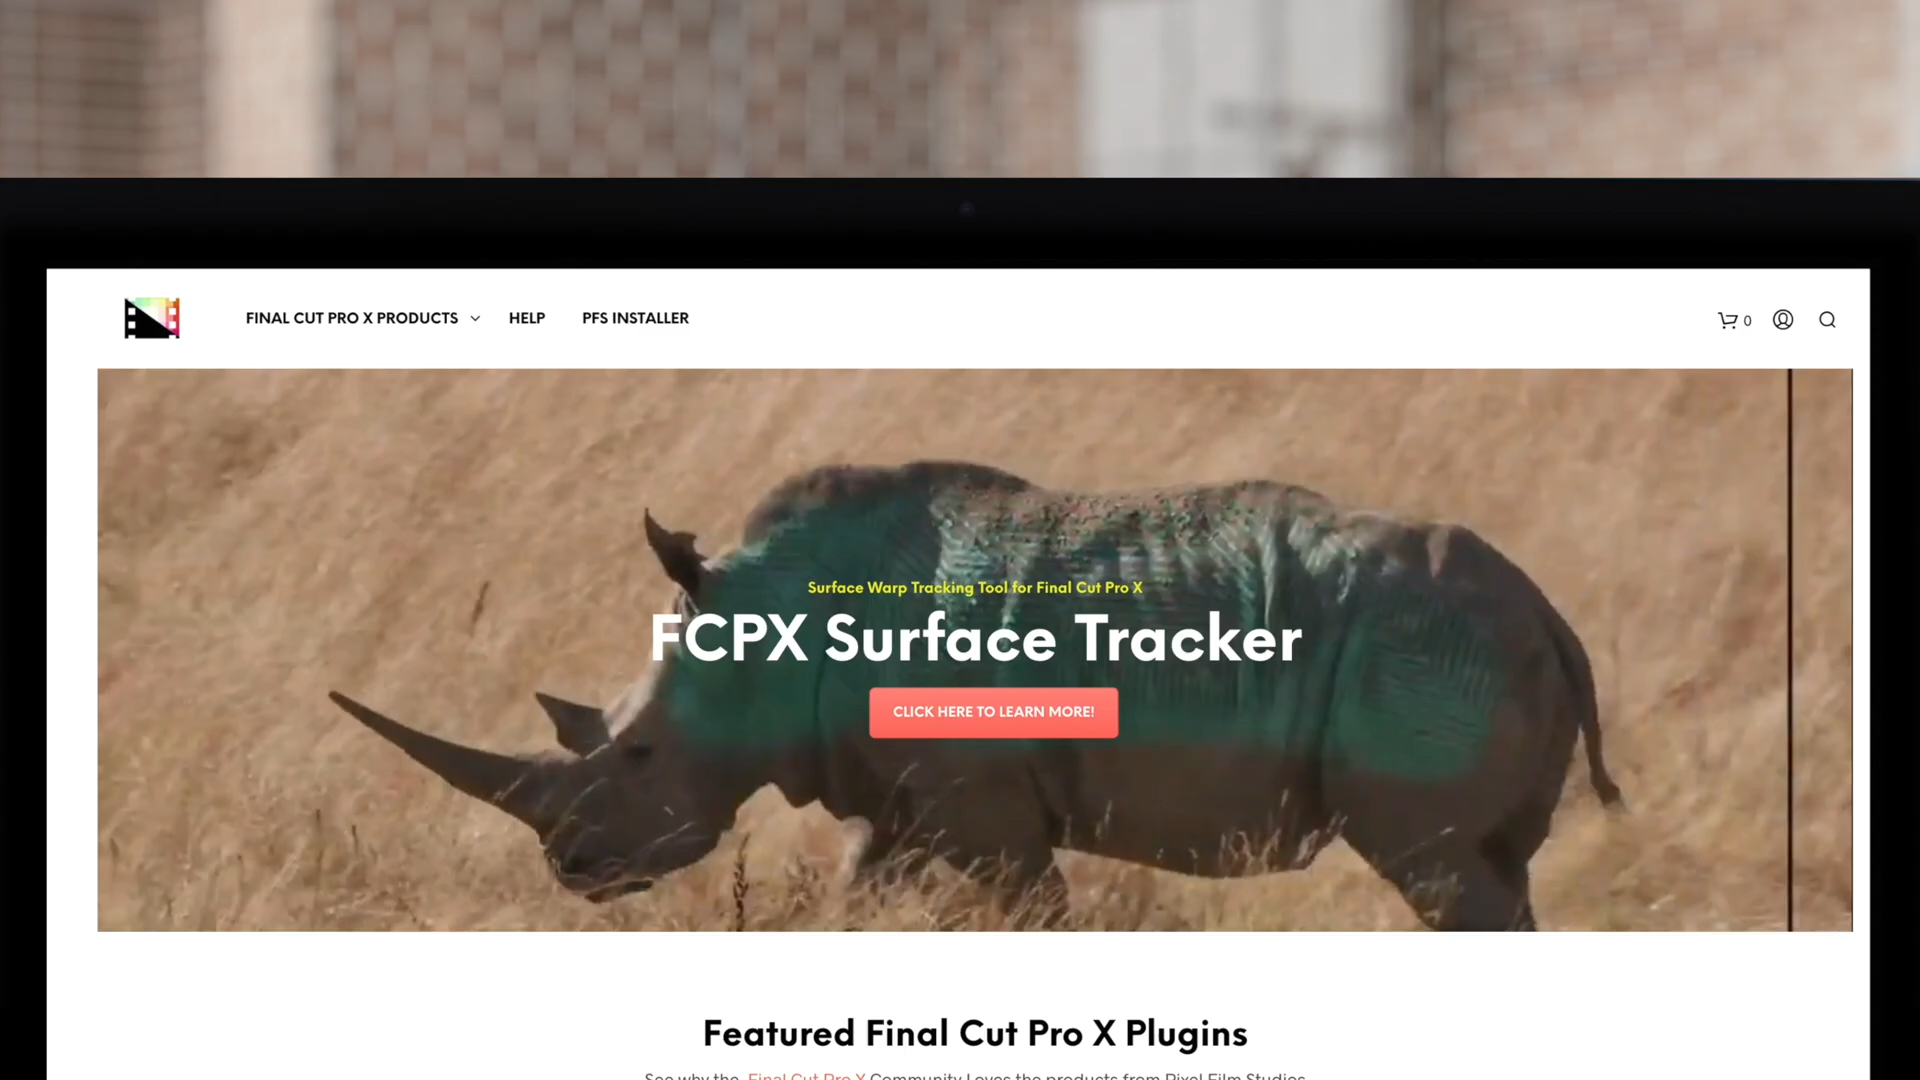 FINAL CUT PRO X PRODUCTS HELP PFS INSTALLER 0
Surface Warp Tracking Tool for Final Cut Pro X
FCPX Surface Tracker
CLICK HERE TO LEARN MORE!
Featured Final Cut Pro X Plugins
See why the Final Cut Pro X Community Loves the products from Pixel Film Studios